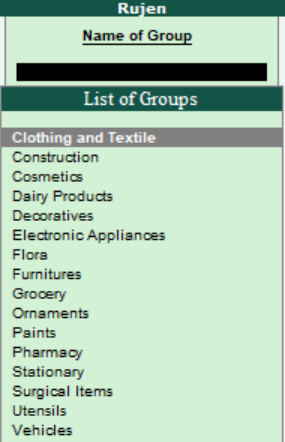 Rujen
Name of Group
List of Groups
Clothing and Textile
Construction
Cosmetics
Dairy Products
Decoratives
Electronic Appliances
Flora
Furnitures
Grocery
Ornaments
Paints
Pharmacy
Stationary
Surgical Items
Utensils
Vehicles